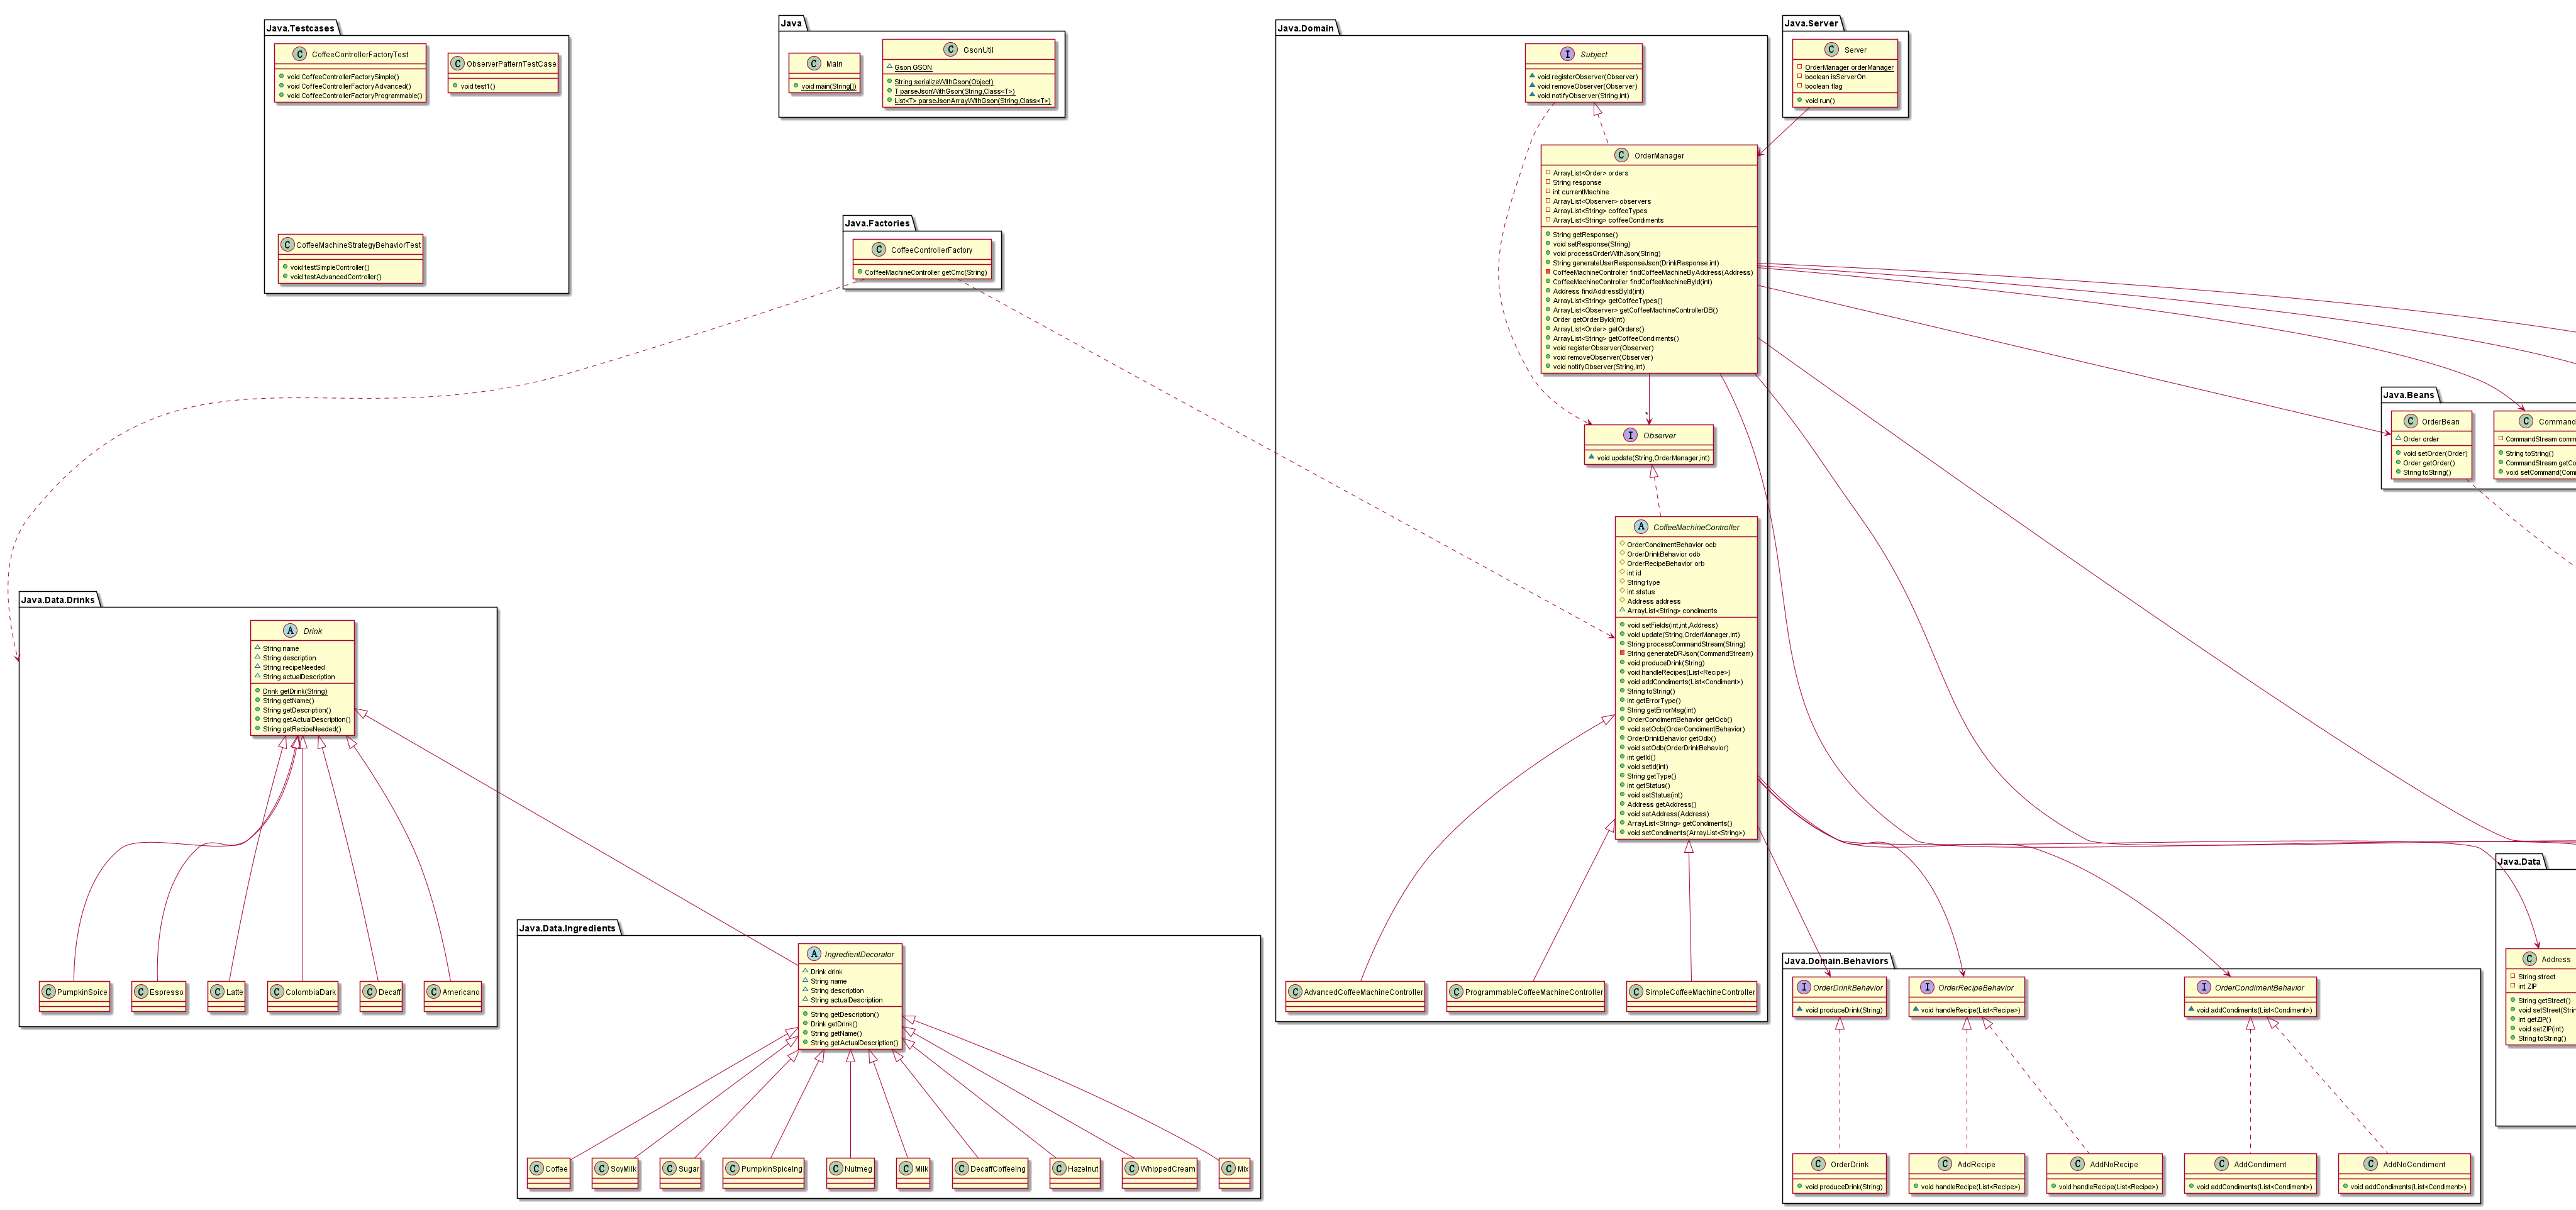 Java.Testcases
CoffeeControllerFactoryTest
void CoffeeControllerFactorySimple()
void CoffeeControllerFactoryAdvanced()
void CoffeeControllerFactoryProgrammable()
ObserverPatternTestCase
void test1()
CoffeeMachineStrategyBehaviorTest
void testSimpleController()
void testAdvancedController()
Java
Main
void main(String[])
GsonUtil
Gson GSON
String serializeWithGson(Object)
T parseJsonWithGson(String,Class<T>)
List<T> parseJsonArrayWithGson(String,Class<T>)
Java.Factories
CoffeeControllerFactory
CoffeeMachineController getCmc(String)
Java.Domain
Subject
void registerObserver(Observer)
void removeObserver(Observer)
void notifyObserver(String,int)
OrderManager
ArrayList<Order> orders
String response
int currentMachine
ArrayList<Observer> observers
ArrayList<String> coffeeTypes
ArrayList<String> coffeeCondiments
String getResponse()
void setResponse(String)
void processOrderWithJson(String)
String generateUserResponseJson(DrinkResponse,int)
CoffeeMachineController findCoffeeMachineByAddress(Address)
CoffeeMachineController findCoffeeMachineById(int)
Address findAddressById(int)
ArrayList<String> getCoffeeTypes()
ArrayList<Observer> getCoffeeMachineControllerDB()
Order getOrderById(int)
ArrayList<Order> getOrders()
ArrayList<String> getCoffeeCondiments()
void registerObserver(Observer)
void removeObserver(Observer)
void notifyObserver(String,int)
*
Observer
void update(String,OrderManager,int)
CoffeeMachineController
OrderCondimentBehavior ocb
OrderDrinkBehavior odb
OrderRecipeBehavior orb
int id
String type
int status
Address address
ArrayList<String> condiments
void setFields(int,int,Address)
void update(String,OrderManager,int)
String processCommandStream(String)
String generateDRJson(CommandStream)
void produceDrink(String)
void handleRecipes(List<Recipe>)
void addCondiments(List<Condiment>)
String toString()
int getErrorType()
String getErrorMsg(int)
OrderCondimentBehavior getOcb()
void setOcb(OrderCondimentBehavior)
OrderDrinkBehavior getOdb()
void setOdb(OrderDrinkBehavior)
int getId()
void setId(int)
String getType()
int getStatus()
void setStatus(int)
Address getAddress()
void setAddress(Address)
ArrayList<String> getCondiments()
void setCondiments(ArrayList<String>)
AdvancedCoffeeMachineController
ProgrammableCoffeeMachineController
SimpleCoffeeMachineController
Java.Server
Server
OrderManager orderManager
boolean isServerOn
boolean flag
void run()
Java.Beans
OrderBean
Order order
void setOrder(Order)
Order getOrder()
String toString()
Command
CommandStream comm
String toString()
CommandStream getCo
void setCommand(Com
Java.Data.Drinks
Drink
String name
String description
String recipeNeeded
String actualDescription
Drink getDrink(String)
String getName()
String getDescription()
String getActualDescription()
String getRecipeNeeded()
PumpkinSpice
Espresso
Latte
ColombiaDark
Decaff
Americano
Java.Data.Ingredients
IngredientDecorator
Drink drink
String name
String description
String actualDescription
String getDescription()
Drink getDrink()
String getName()
String getActualDescription()
Coffee
SoyMilk
Sugar
PumpkinSpiceIng
Nutmeg
Milk
DecaffCoffeeIng
Hazelnut
WhippedCream
Mix
Java.Domain.Behaviors
OrderDrinkBehavior
void produceDrink(String)
OrderRecipeBehavior
void handleRecipe(List<Recipe>)
OrderCondimentBehavior
void addCondiments(List<Condiment>)
OrderDrink
void produceDrink(String)
AddRecipe
void handleRecipe(List<Recipe>)
AddNoRecipe
void handleRecipe(List<Recipe>)
AddCondiment
void addCondiments(List<Condiment>)
AddNoCondiment
void addCondiments(List<Condiment>)
Java.Data
Address
String street
int ZIP
String getStreet()
void setStreet(Strin
int getZIP()
void setZIP(int)
String toString()